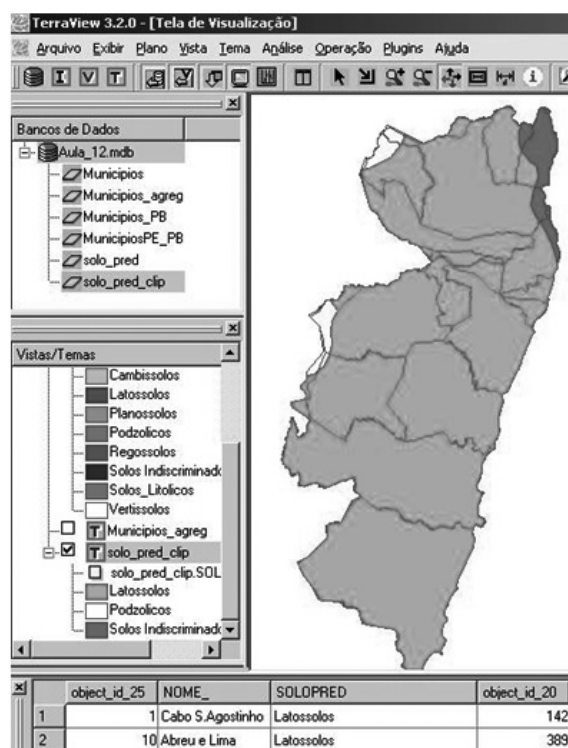 TerraView 3.2.0 - [Tela de Visualização]
Arquivo Exibir Plano Vista Tema Análise Operação Plugins Ajuda
I V T
Bancos de Dados
Aula_12.mdb
Municipios
Municipios_agreg
Municipios_PB
MunicipiosPE_PB
solo_pred
solo_pred_clip
Vistas/Temas
Cambissolos
Latossolos
Planossolos
Podzolicos
Regossolos
Solos Indiscriminado
Solos_Litolicos
Vertissolos
T Municipios_agreg
T solo_pred_clip
solo_pred_clip.SOL
Latossolos
Podzolicos
Solos Indiscriminado
object_id_25 NOME_ SOLOPRED object_id_20
1 1 Cabo S.Agostinho Latossolos 142
2 10 Abreu e Lima Latossolos 389